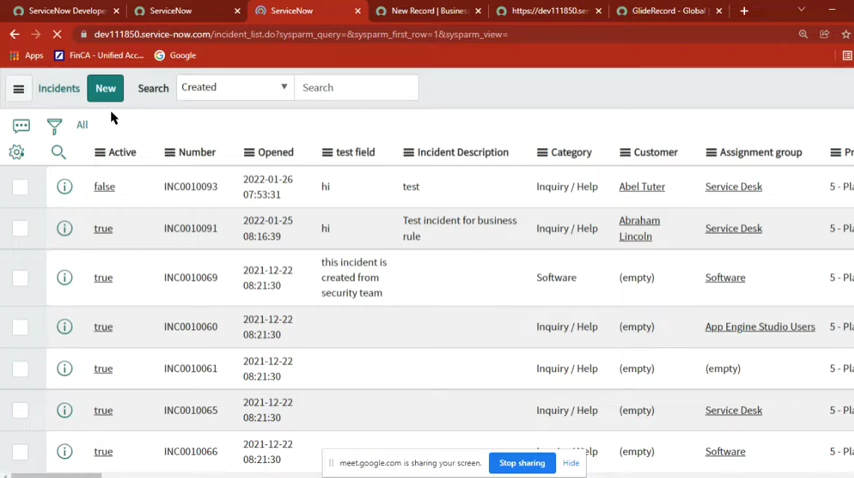 ServiceNow Develope
ServiceNow
ServiceNow
New Record | Busines
https://dev111850.ser
GlideRecord - Global |
dev111850.service-now.com/incident_list.do?sysparm_query=&sysparm_first_row=1&sysparm_view=
Apps
FinCA - Unified Acc...
Google
Incidents
New
Search
Created
Search
All
Active Number Opened test field Incident Description Category Customer Assignment group Pr
false INC0010093 2022-01-26 07:53:31 hi test Inquiry / Help Abel Tuter Service Desk 5 - Pla
true INC0010091 2022-01-25 08:16:39 hi Test incident for business rule Inquiry / Help Abraham Lincoln Service Desk 5 - Pla
true INC0010069 2021-12-22 08:21:30 this incident is created from security team Software (empty) Software 5 - Pla
true INC0010060 2021-12-22 08:21:30 Inquiry / Help (empty) App Engine Studio Users 5 - Pla
true INC0010061 2021-12-22 08:21:30 Inquiry / Help (empty) (empty) 5 - Pla
true INC0010065 2021-12-22 08:21:30 Inquiry / Help (empty) Service Desk 5 - Pla
true INC0010066 2021-12-22 08:21:30 Inquiry / Help (empty) Software 5 - Pla
meet.google.com is sharing your screen.
Stop sharing
Hide